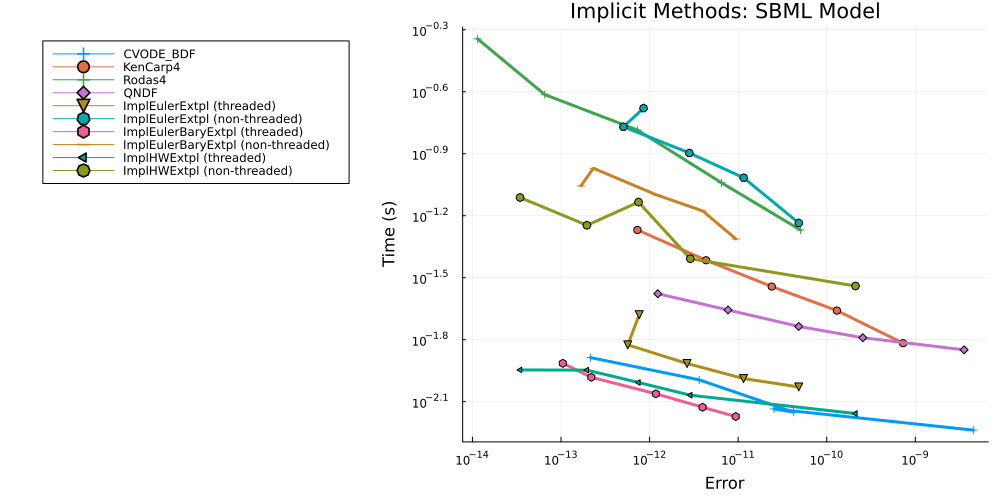 Implicit Methods: SBML Model
CVODE_BDF
KenCarp4
Rodas4
QNDF
ImplEulerExtpl (threaded)
ImplEulerExtpl (non-threaded)
ImplEulerBaryExtpl (threaded)
ImplEulerBaryExtpl (non-threaded)
ImplHWExtpl (threaded)
ImplHWExtpl (non-threaded)
Time (s)
10^−0.3
10^−0.6
10^−0.9
10^−1.2
10^−1.5
10^−1.8
10^−2.1
10^−14 10^−13 10^−12 10^−11 10^−10 10^−9
Error